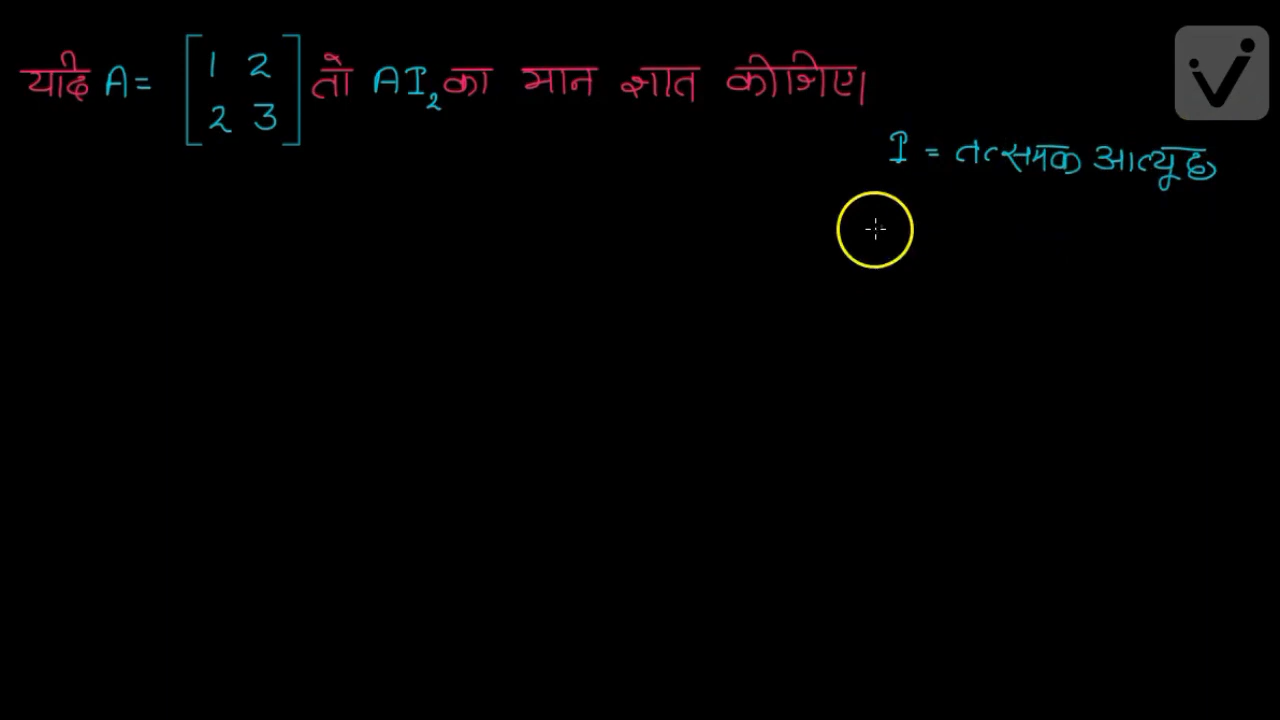 यदि A = [1 2 तो AI₂ का मान ज्ञात कीजिए।
2 3]
I = तत्समक आव्यूह